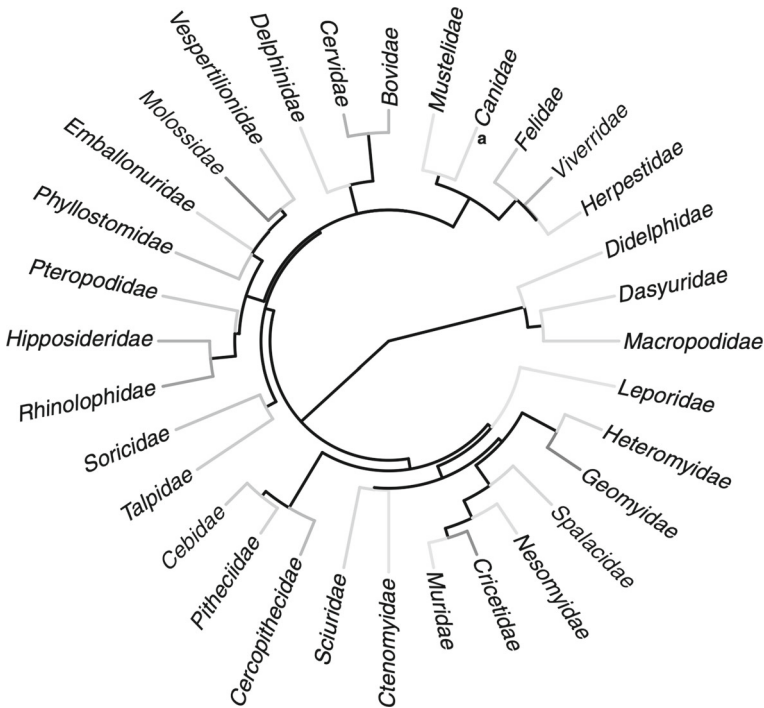 Vespertilionidae
Delphinidae
Cervidae
Bovidae
Mustelidae
Canidae
a
Felidae
Viverridae
Herpestidae
Didelphidae
Dasyuridae
Macropodidae
Leporidae
Heteromyidae
Geomyidae
Spalacidae
Nesomyidae
Cricetidae
Muridae
Ctenomyidae
Sciuridae
Cercopithecidae
Pitheciidae
Cebidae
Talpidae
Soricidae
Rhinolophidae
Hipposideridae
Pteropodidae
Phyllostomidae
Emballonuridae
Molossidae